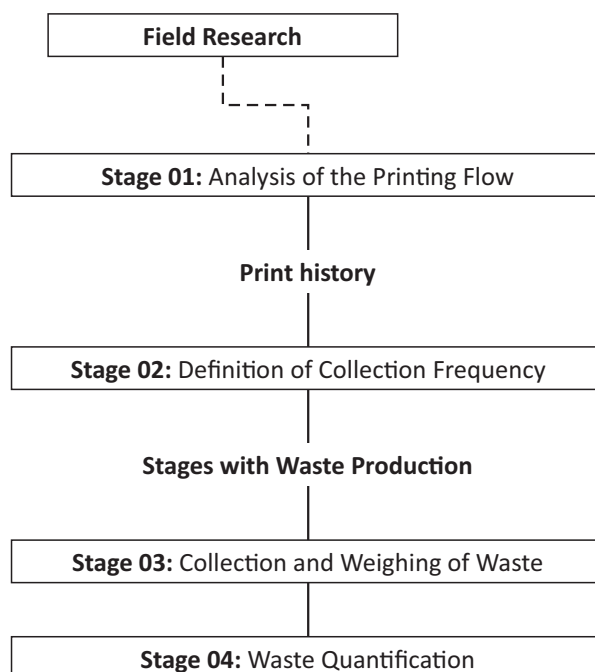 Field Research
Stage 01: Analysis of the Printing Flow
Print history
Stage 02: Definition of Collection Frequency
Stages with Waste Production
Stage 03: Collection and Weighing of Waste
Stage 04: Waste Quantification